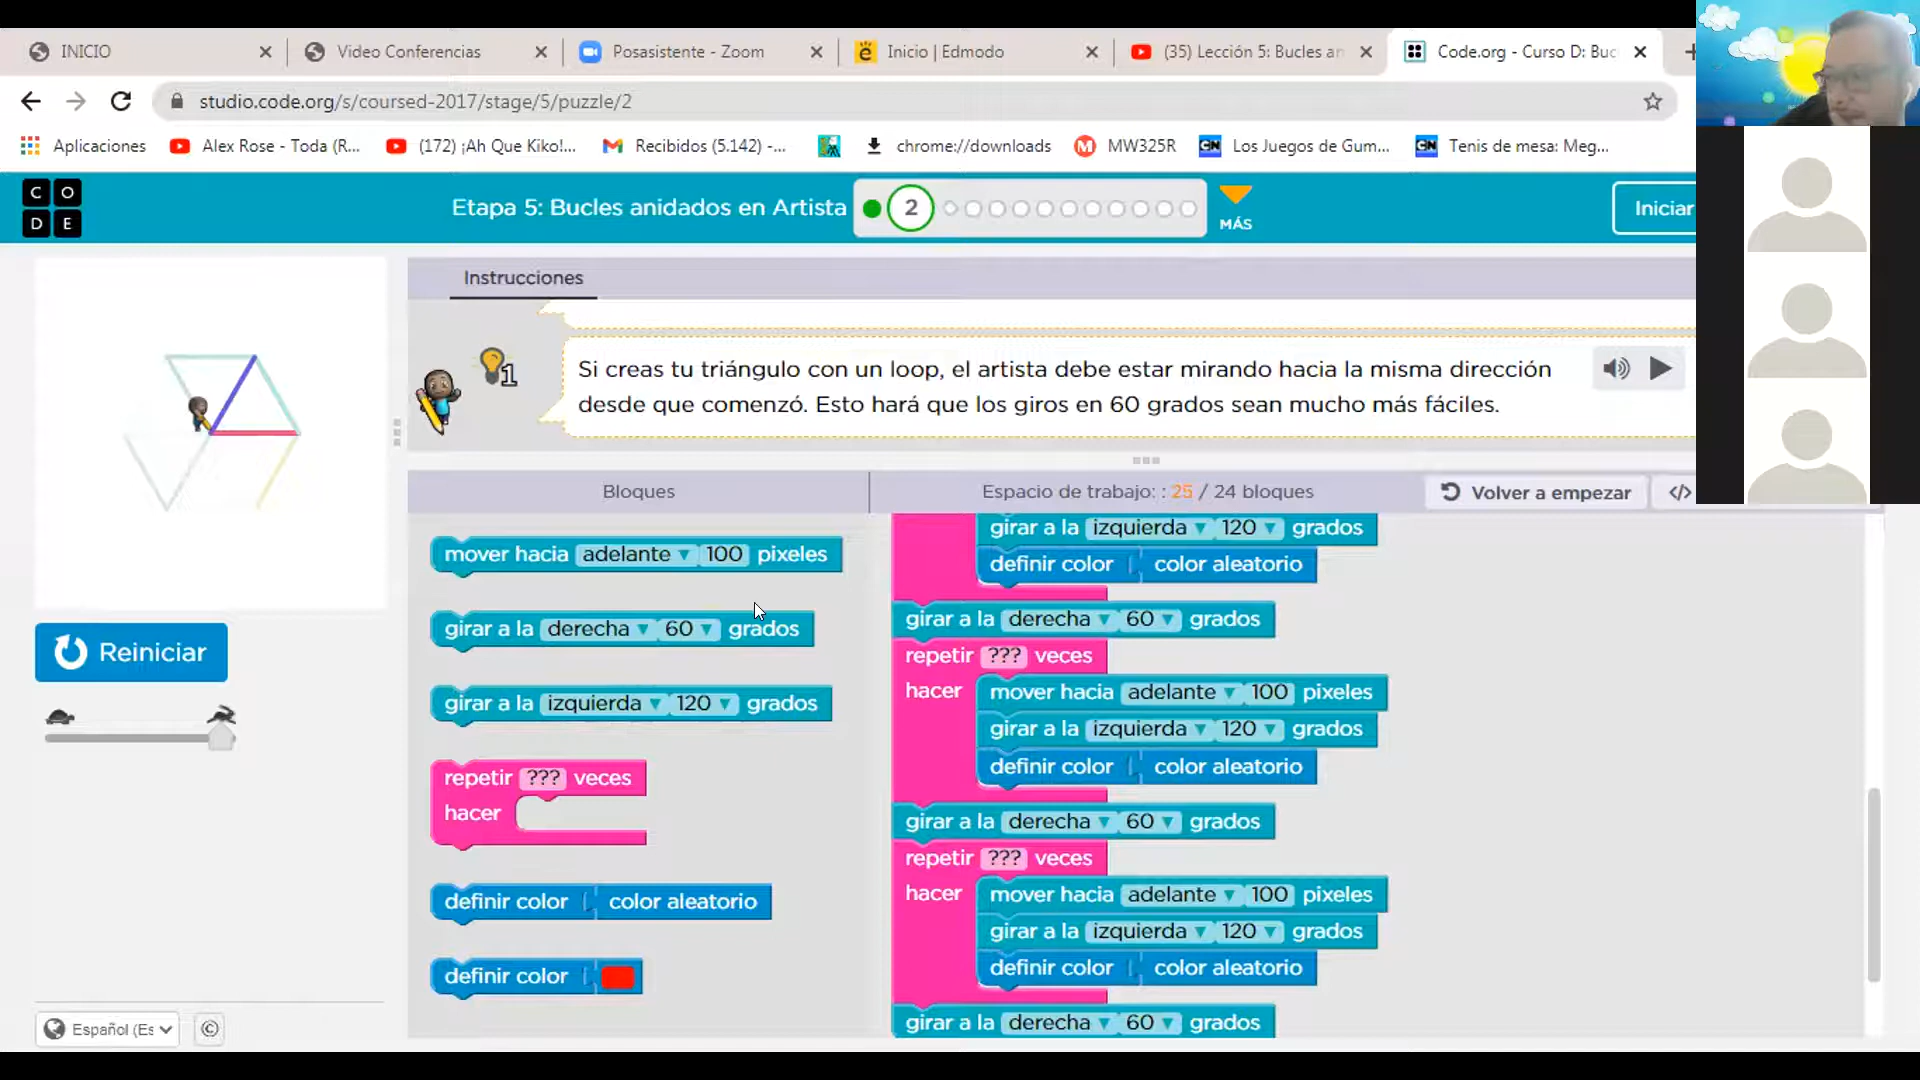 INICIO
Video Conferencias
Posasistente - Zoom
Inicio | Edmodo
(35) Lección 5: Bucles an
Code.org - Curso D: Buc
studio.code.org/s/coursed-2017/stage/5/puzzle/2
Aplicaciones
Alex Rose - Toda (R...
(172) ¡Ah Que Kiko!...
Recibidos (5.142) -...
chrome://downloads
MW325R
CN Los Juegos de Gum...
CN Tenis de mesa: Meg...
C O
D E
Etapa 5: Bucles anidados en Artista
2
MÁS
Iniciar
Instrucciones
1
Si creas tu triángulo con un loop, el artista debe estar mirando hacia la misma dirección
desde que comenzó. Esto hará que los giros en 60 grados sean mucho más fáciles.
Bloques
Espacio de trabajo: : 25 / 24 bloques
Volver a empezar
</>
mover hacia adelante 100 pixeles
girar a la derecha 60 grados
girar a la izquierda 120 grados
repetir ??? veces
hacer
definir color color aleatorio
definir color
girar a la izquierda 120 grados
definir color color aleatorio
girar a la derecha 60 grados
repetir ??? veces
hacer mover hacia adelante 100 pixeles
girar a la izquierda 120 grados
definir color color aleatorio
girar a la derecha 60 grados
repetir ??? veces
hacer mover hacia adelante 100 pixeles
girar a la izquierda 120 grados
definir color color aleatorio
girar a la derecha 60 grados
Reiniciar
Español (Es
©